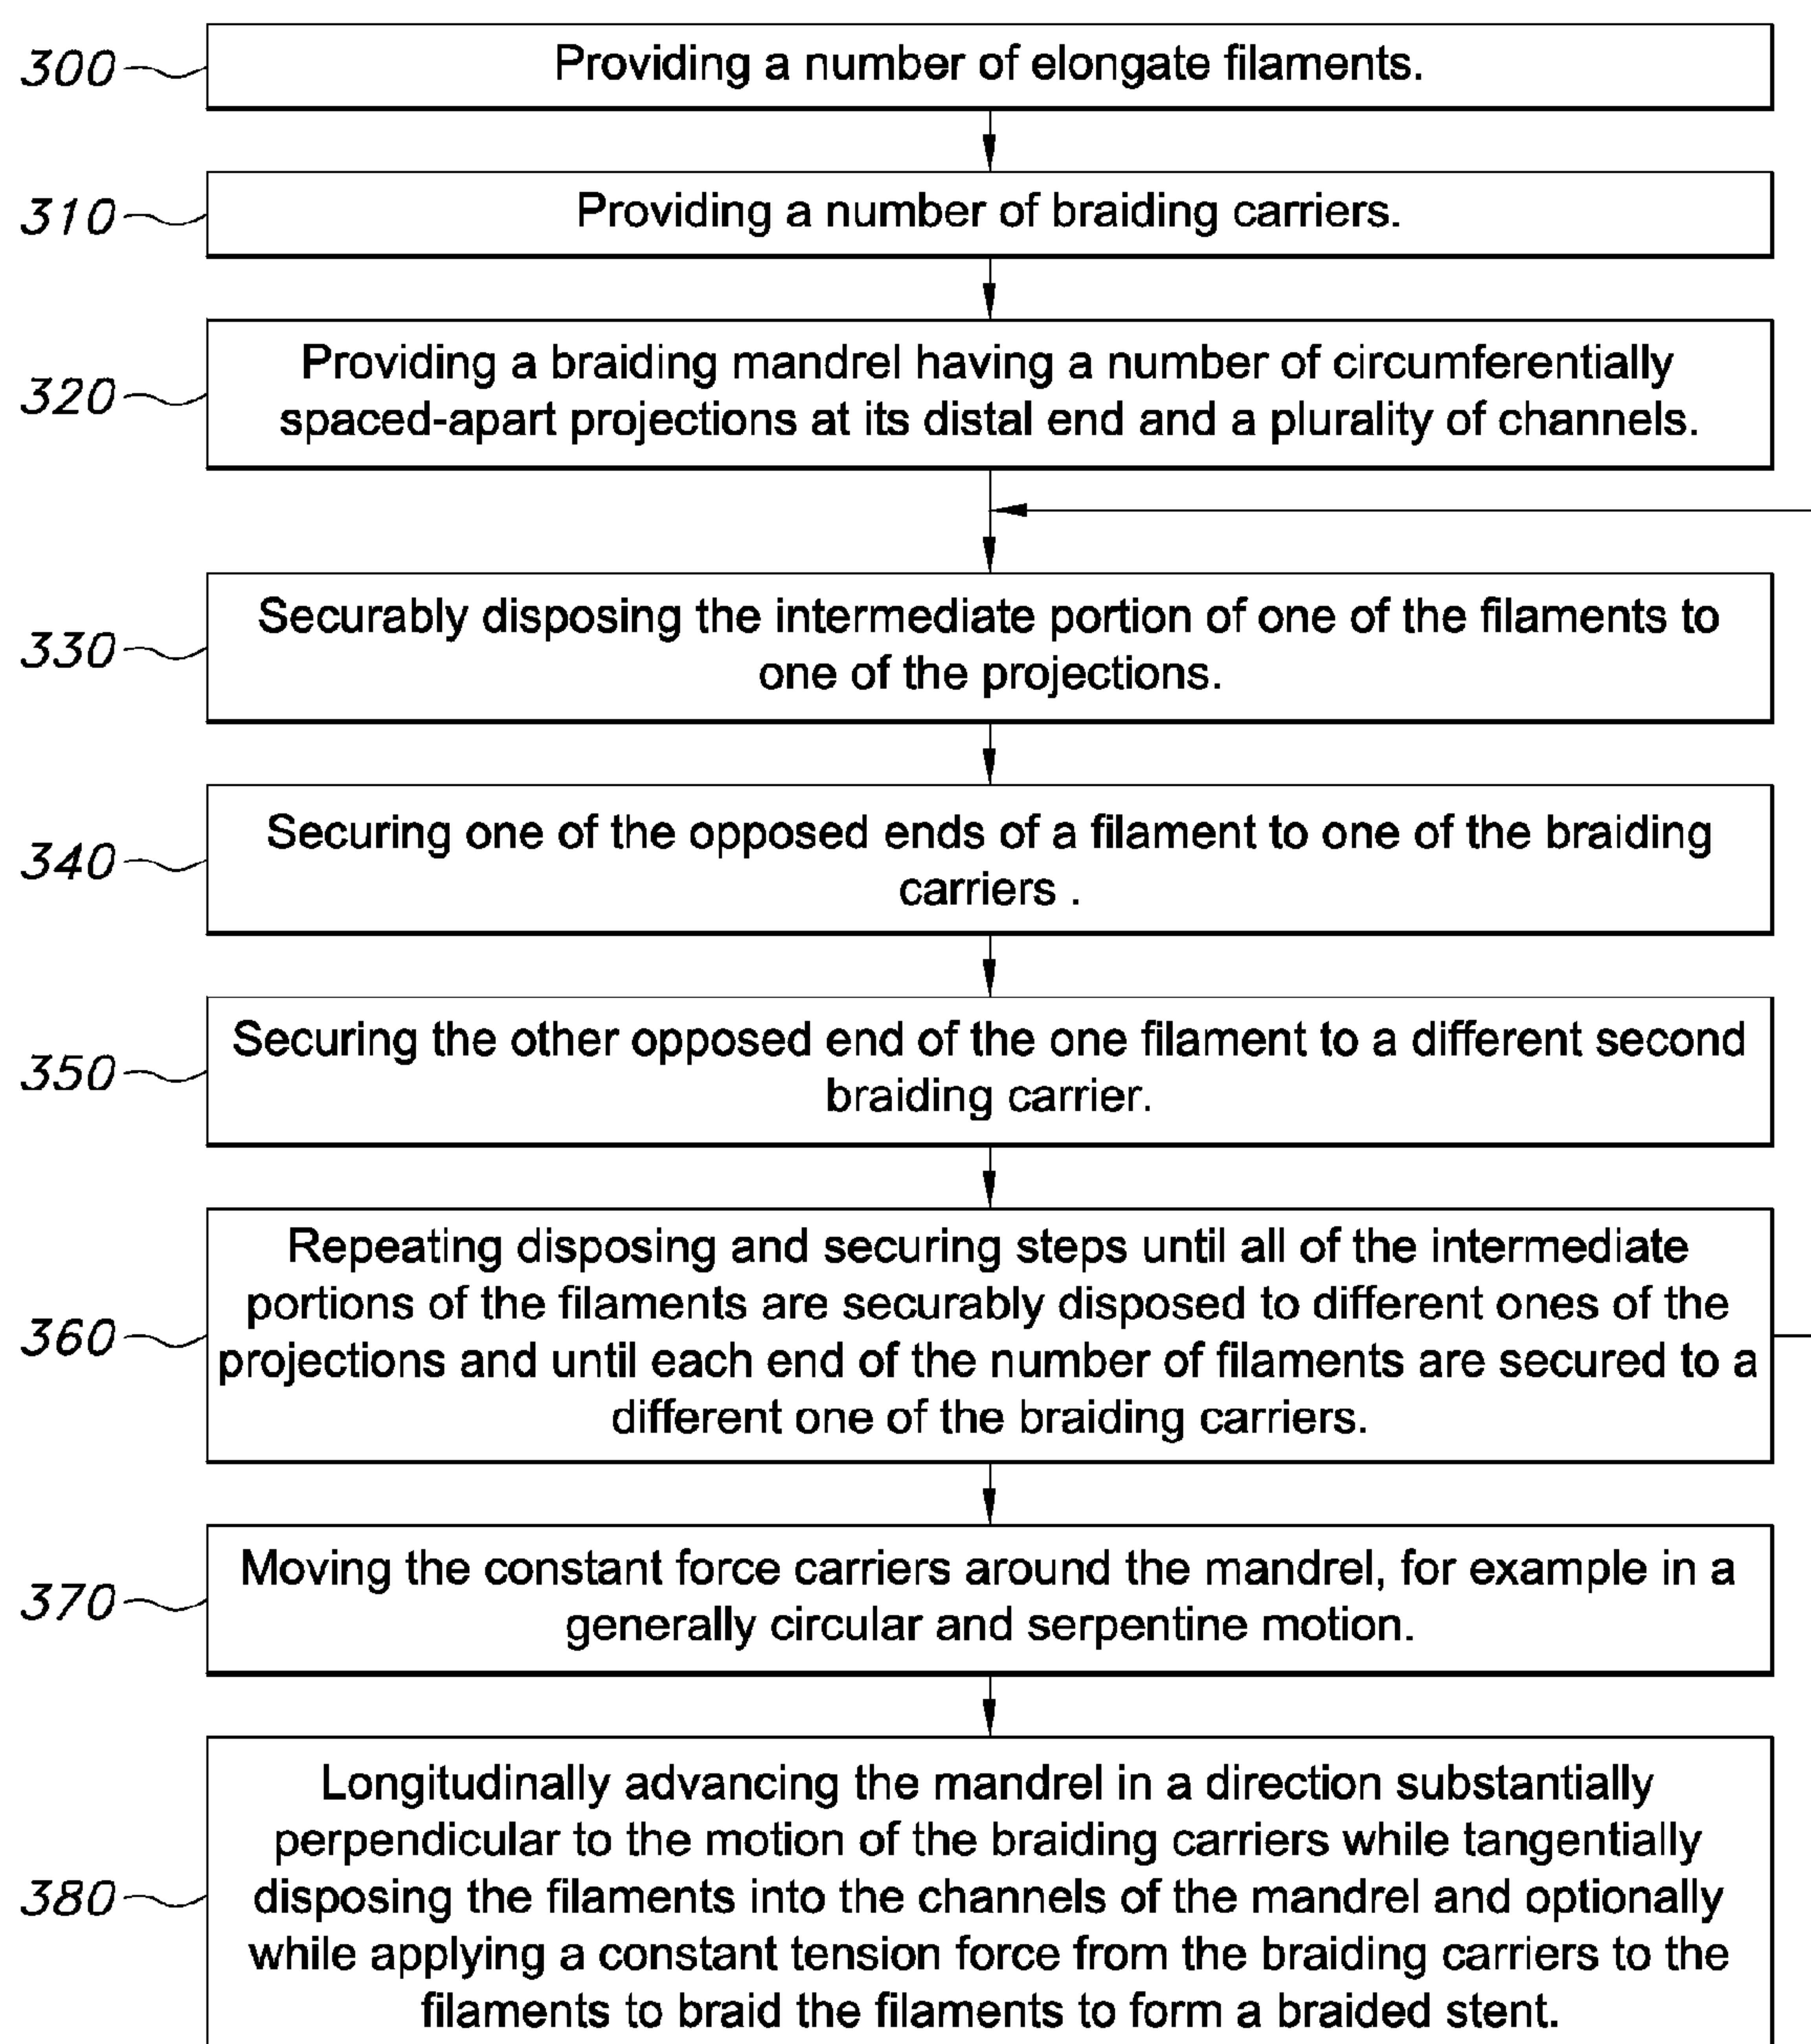 300
Providing a number of elongate filaments.
310
Providing a number of braiding carriers.
320
Providing a braiding mandrel having a number of circumferentially
spaced-apart projections at its distal end and a plurality of channels.
330
Securably disposing the intermediate portion of one of the filaments to
one of the projections.
340
Securing one of the opposed ends of a filament to one of the braiding
carriers .
350
Securing the other opposed end of the one filament to a different second
braiding carrier.
360
Repeating disposing and securing steps until all of the intermediate
portions of the filaments are securably disposed to different ones of the
projections and until each end of the number of filaments are secured to a
different one of the braiding carriers.
370
Moving the constant force carriers around the mandrel, for example in a
generally circular and serpentine motion.
380
Longitudinally advancing the mandrel in a direction substantially
perpendicular to the motion of the braiding carriers while tangentially
disposing the filaments into the channels of the mandrel and optionally
while applying a constant tension force from the braiding carriers to the
filaments to braid the filaments to form a braided stent.